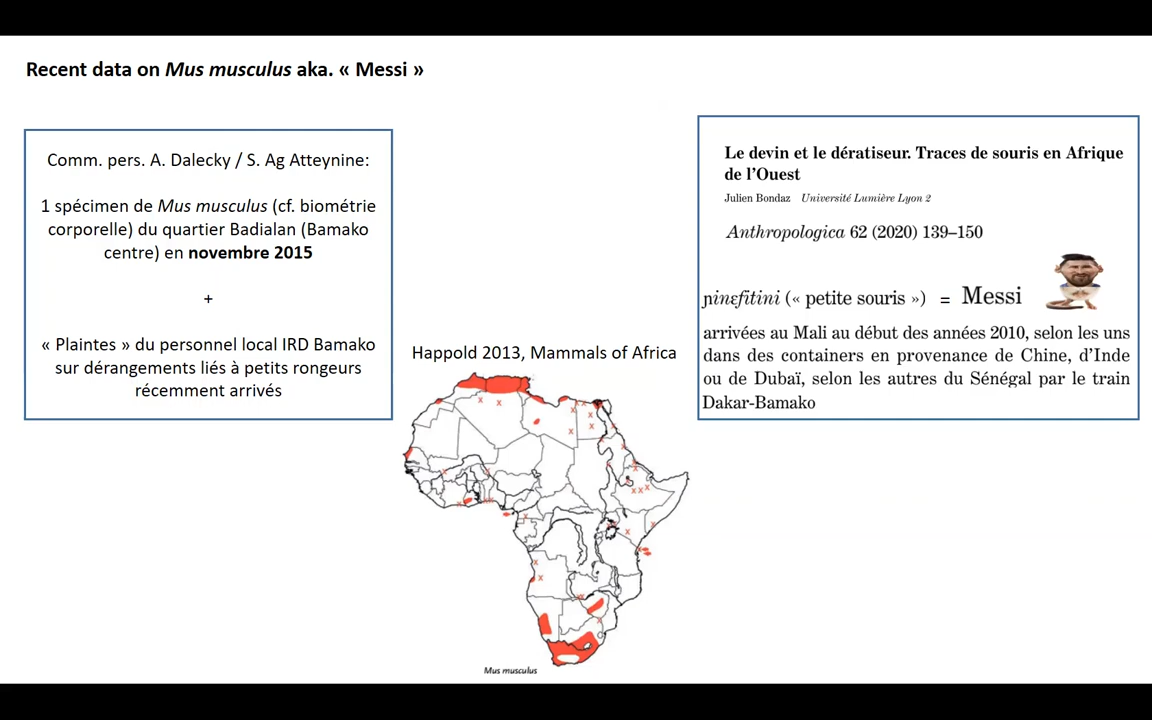 Recent data on Mus musculus aka. « Messi »
Comm. pers. A. Dalecky / S. Ag Atteynine:
1 spécimen de Mus musculus (cf. biométrie
corporelle) du quartier Badialan (Bamako
centre) en novembre 2015
+
« Plaintes » du personnel local IRD Bamako
sur dérangements liés à petits rongeurs
récemment arrivés
Happold 2013, Mammals of Africa
Mus musculus
Le devin et le dératiseur. Traces de souris en Afrique
de l’Ouest
Julien Bondaz Université Lumière Lyon 2
Anthropologica 62 (2020) 139–150
ɲinɛfitini (« petite souris ») = Messi
arrivées au Mali au début des années 2010, selon les uns
dans des containers en provenance de Chine, d’Inde
ou de Dubaï, selon les autres du Sénégal par le train
Dakar-Bamako